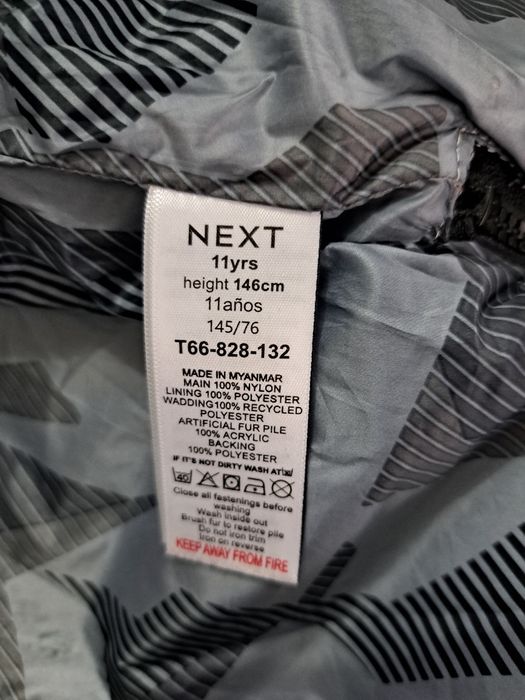 NEXT
11yrs
height 146cm
11años
145/76
T66-828-132
MADE IN MYANMAR
MAIN 100% NYLON
LINING 100% POLYESTER
WADDING100% RECYCLED
POLYESTER
ARTIFICIAL FUR PILE
100% ACRYLIC
BACKING
100% POLYESTER
IF IT'S NOT DIRTY WASH AT
40
Close all fastenings before
washing
Wash inside out
Brush fur to restore pile
Do not iron trim
Iron on reverse
KEEP AWAY FROM FIRE